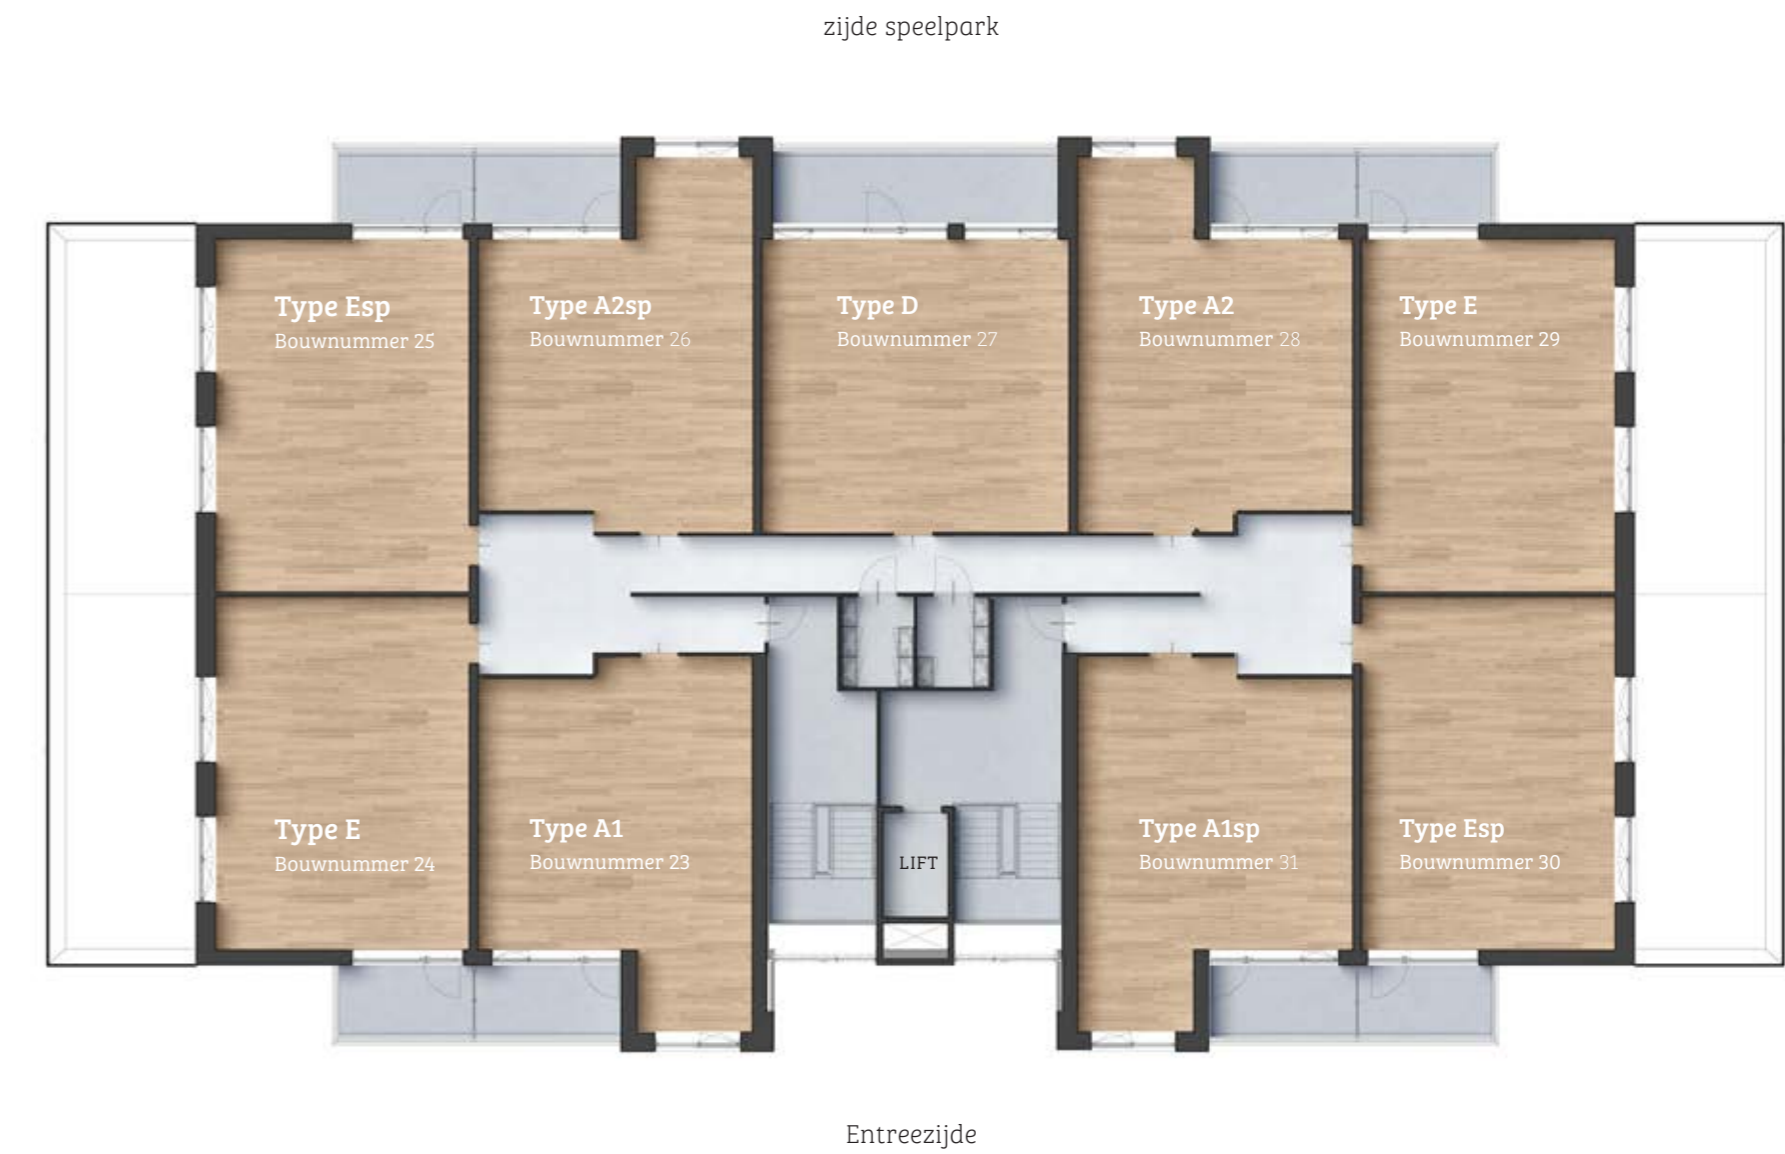 zijde speelpark
Type Esp
Bouwnummer 25
Type A2sp
Bouwnummer 26
Type D
Bouwnummer 27
Type A2
Bouwnummer 28
Type E
Bouwnummer 29
Type E
Bouwnummer 24
Type A1
Bouwnummer 23
LIFT
Type A1sp
Bouwnummer 31
Type Esp
Bouwnummer 30
Entreezijde